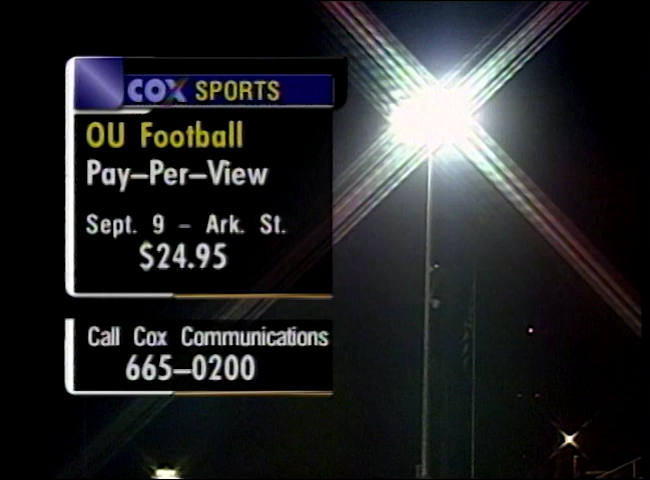 COX SPORTS
OU Football
Pay-Per-View
Sept. 9 - Ark. St.
$24.95
Call Cox Communications
665-0200